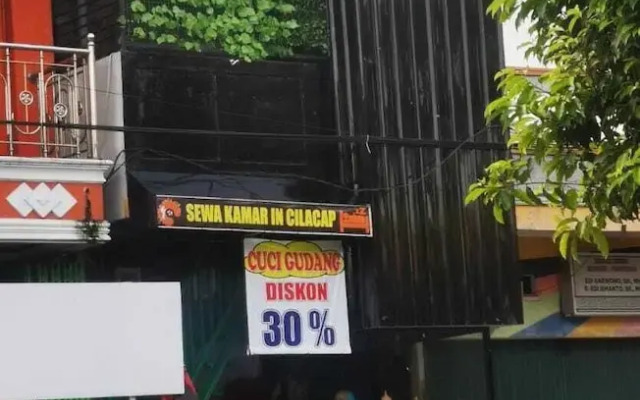 SEWA KAMAR IN CILACAP
CUCI GUDANG
DISKON
30 %